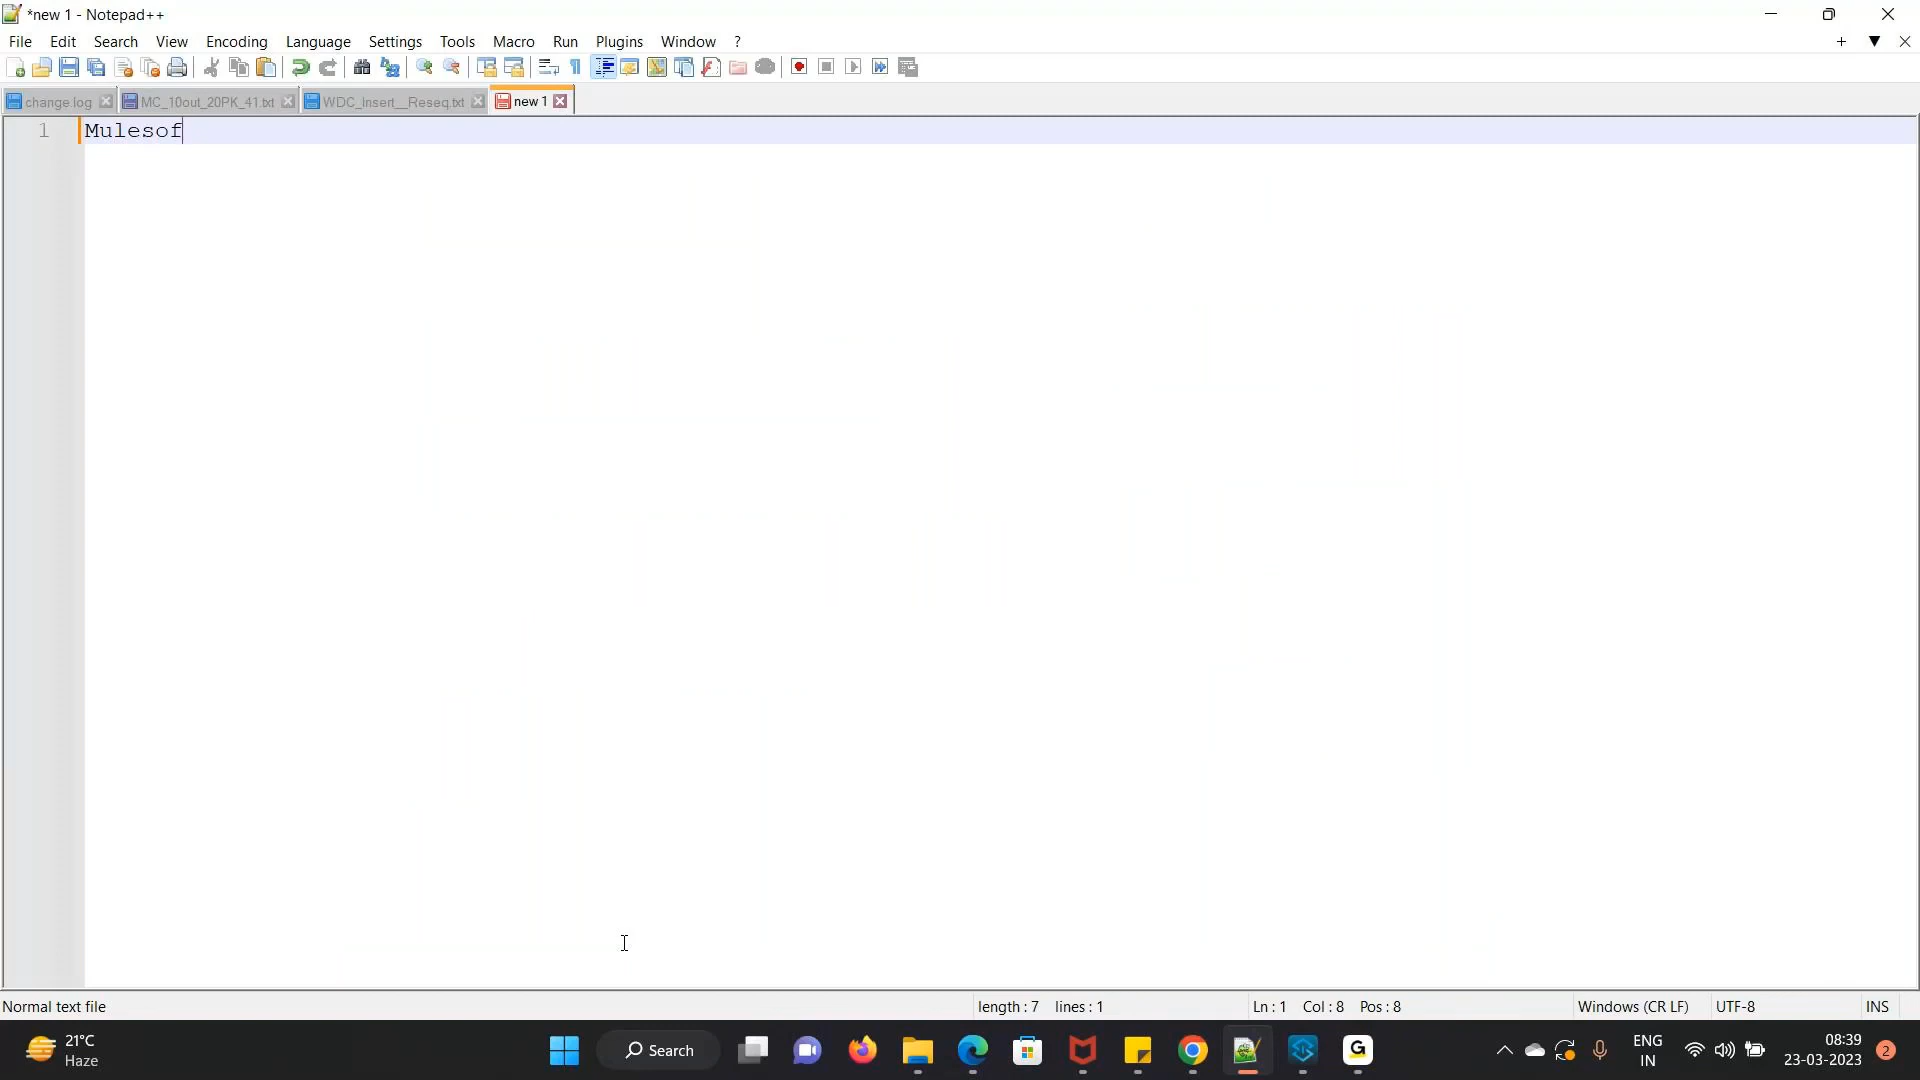 *new 1 - Notepad++
File Edit Search View Encoding Language Settings Tools Macro Run Plugins Window ?
change.log MC_10out_20PK_41.txt WDC_Insert__Reseq.txt new 1
1 Mulesof
Normal text file length : 7 lines : 1 Ln : 1 Col : 8 Pos : 8 Windows (CR LF) UTF-8 INS
21°C
Haze
Search
G
ENG
IN
08:39
23-03-2023
2